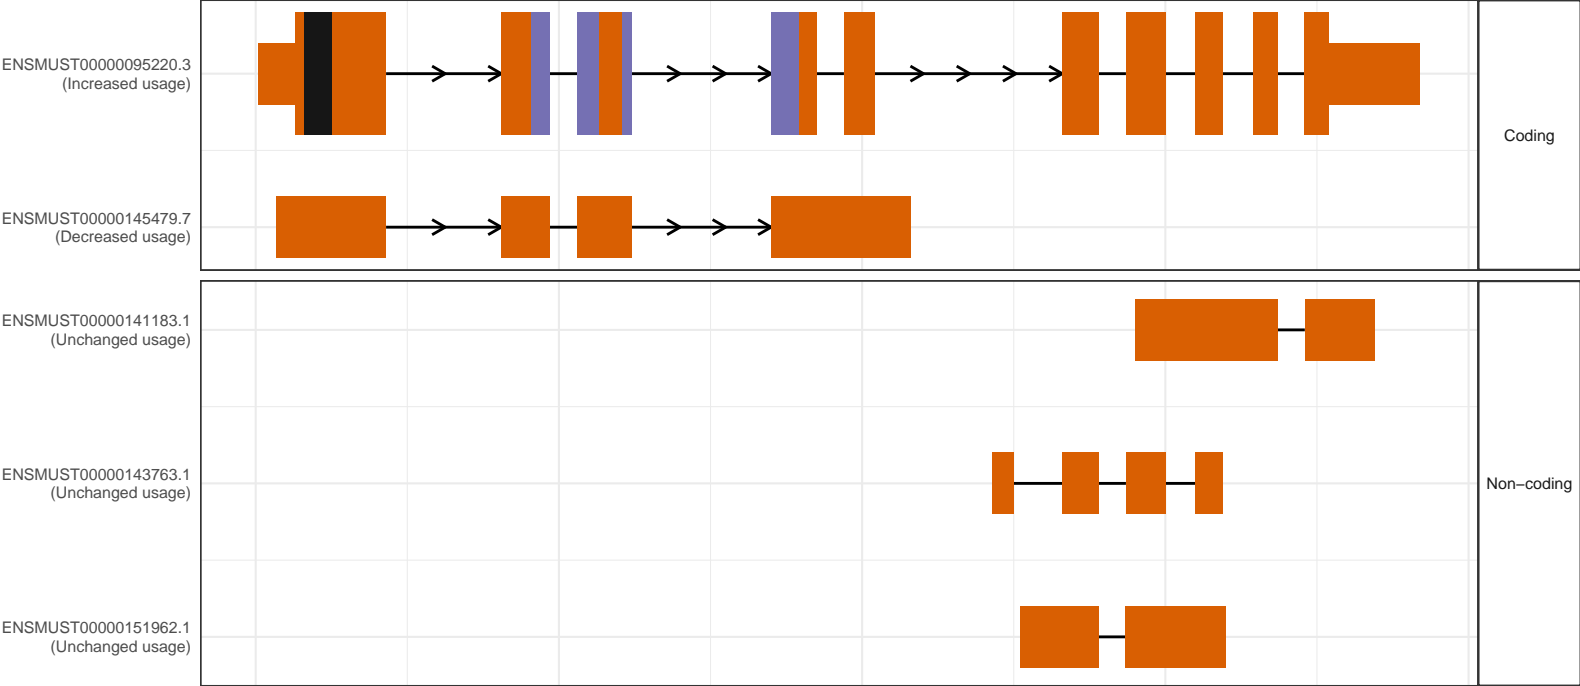 ENSMUST00000095220.3
(Increased usage)
Coding
ENSMUST00000145479.7
(Decreased usage)
ENSMUST00000141183.1
(Unchanged usage)
ENSMUST00000143763.1
(Unchanged usage)
Non−coding
ENSMUST00000151962.1
(Unchanged usage)